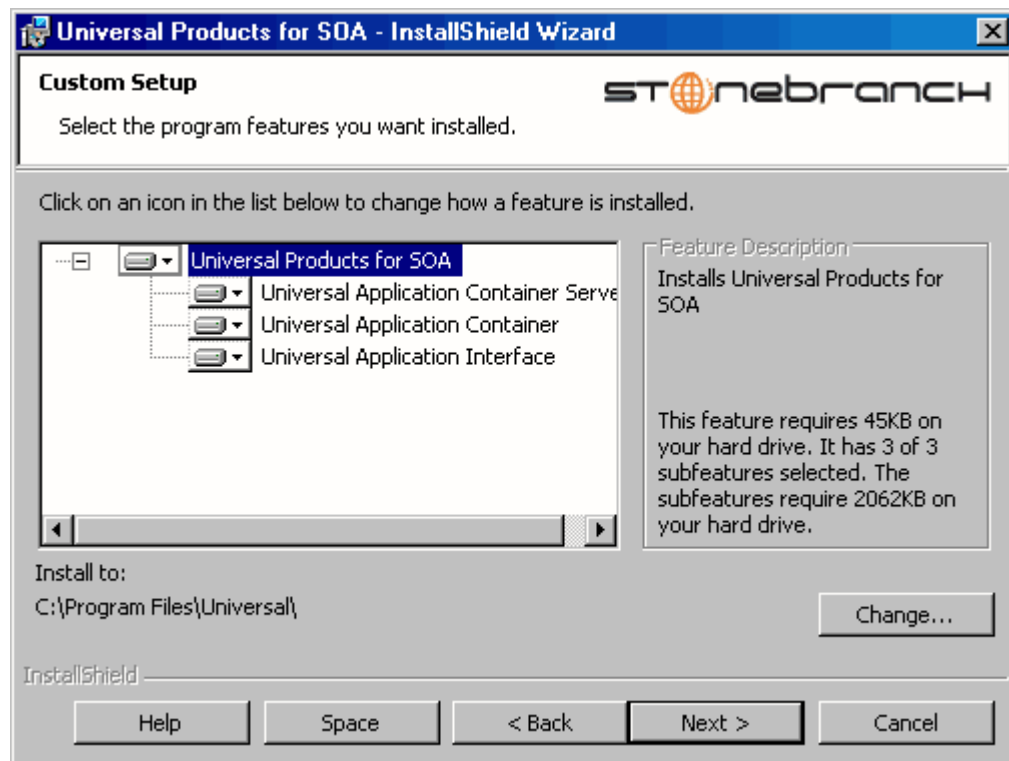 Universal Products for SOA - InstallShield Wizard
Custom Setup
STONEBRANCH
Select the program features you want installed.
Click on an icon in the list below to change how a feature is installed.
Universal Products for SOA
Universal Application Container Serve
Universal Application Container
Universal Application Interface
Feature Description
Installs Universal Products for
SOA
This feature requires 45KB on
your hard drive. It has 3 of 3
subfeatures selected. The
subfeatures require 2062KB on
your hard drive.
Install to:
C:\Program Files\Universal\
Change...
InstallShield
Help
Space
< Back
Next >
Cancel